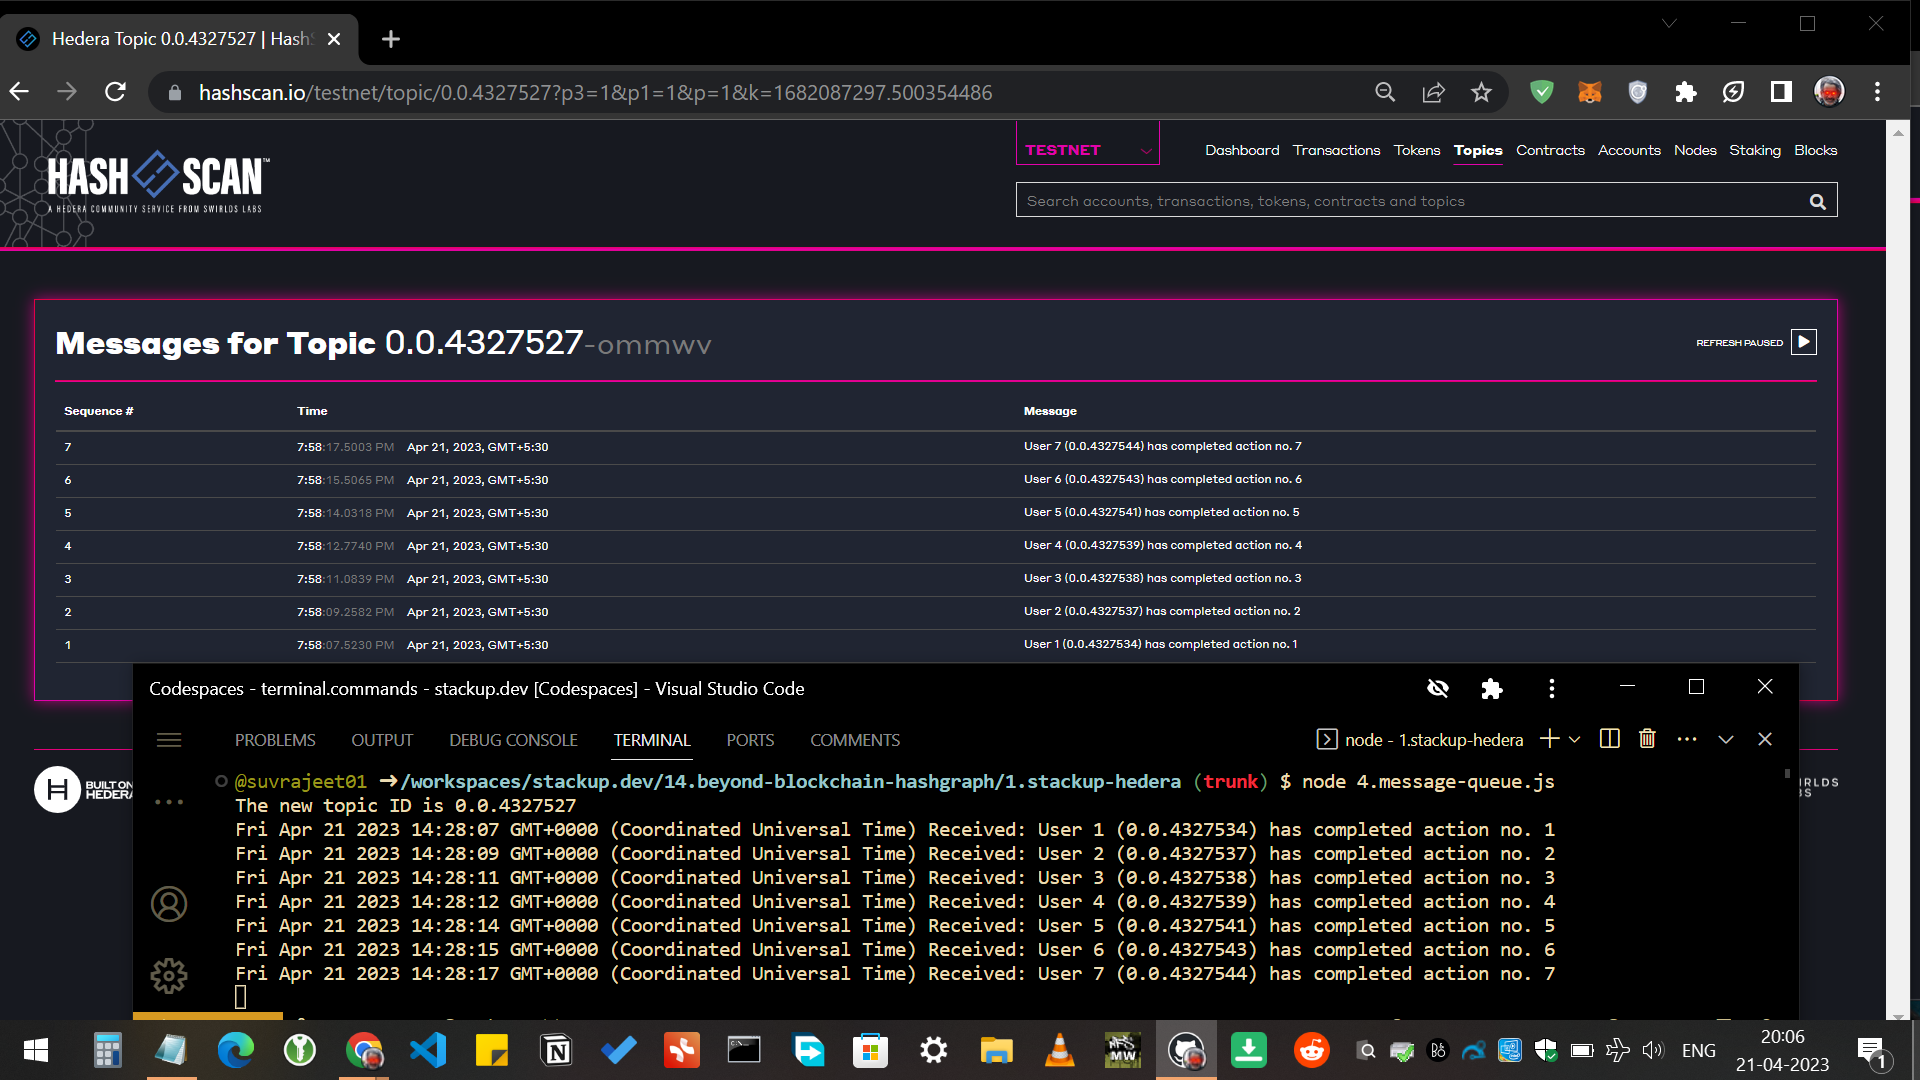 Hedera Topic 0.0.4327527 | Hash
hashscan.io/testnet/topic/0.0.4327527?p3=1&p1=1&p=1&k=1682087297.500354486
HASH SCAN™
A HEDERA COMMUNITY SERVICE FROM SWIRLDS LABS
TESTNET
Dashboard Transactions Tokens Topics Contracts Accounts Nodes Staking Blocks
Search accounts, transactions, tokens, contracts and topics
Messages for Topic 0.0.4327527-ommwv
REFRESH PAUSED
Sequence # Time Message
7 7:58:17.5003 PM Apr 21, 2023, GMT+5:30 User 7 (0.0.4327544) has completed action no. 7
6 7:58:15.5065 PM Apr 21, 2023, GMT+5:30 User 6 (0.0.4327543) has completed action no. 6
5 7:58:14.0318 PM Apr 21, 2023, GMT+5:30 User 5 (0.0.4327541) has completed action no. 5
4 7:58:12.7740 PM Apr 21, 2023, GMT+5:30 User 4 (0.0.4327539) has completed action no. 4
3 7:58:11.0839 PM Apr 21, 2023, GMT+5:30 User 3 (0.0.4327538) has completed action no. 3
2 7:58:09.2582 PM Apr 21, 2023, GMT+5:30 User 2 (0.0.4327537) has completed action no. 2
1 7:58:07.5230 PM Apr 21, 2023, GMT+5:30 User 1 (0.0.4327534) has completed action no. 1
Codespaces - terminal.commands - stackup.dev [Codespaces] - Visual Studio Code
PROBLEMS OUTPUT DEBUG CONSOLE TERMINAL PORTS COMMENTS
node - 1.stackup-hedera
H BUILT ON
HEDERA
@suvrajeet01 ➜/workspaces/stackup.dev/14.beyond-blockchain-hashgraph/1.stackup-hedera (trunk) $ node 4.message-queue.js
The new topic ID is 0.0.4327527
Fri Apr 21 2023 14:28:07 GMT+0000 (Coordinated Universal Time) Received: User 1 (0.0.4327534) has completed action no. 1
Fri Apr 21 2023 14:28:09 GMT+0000 (Coordinated Universal Time) Received: User 2 (0.0.4327537) has completed action no. 2
Fri Apr 21 2023 14:28:11 GMT+0000 (Coordinated Universal Time) Received: User 3 (0.0.4327538) has completed action no. 3
Fri Apr 21 2023 14:28:12 GMT+0000 (Coordinated Universal Time) Received: User 4 (0.0.4327539) has completed action no. 4
Fri Apr 21 2023 14:28:14 GMT+0000 (Coordinated Universal Time) Received: User 5 (0.0.4327541) has completed action no. 5
Fri Apr 21 2023 14:28:15 GMT+0000 (Coordinated Universal Time) Received: User 6 (0.0.4327543) has completed action no. 6
Fri Apr 21 2023 14:28:17 GMT+0000 (Coordinated Universal Time) Received: User 7 (0.0.4327544) has completed action no. 7
MW
ENG
20:06
21-04-2023
1